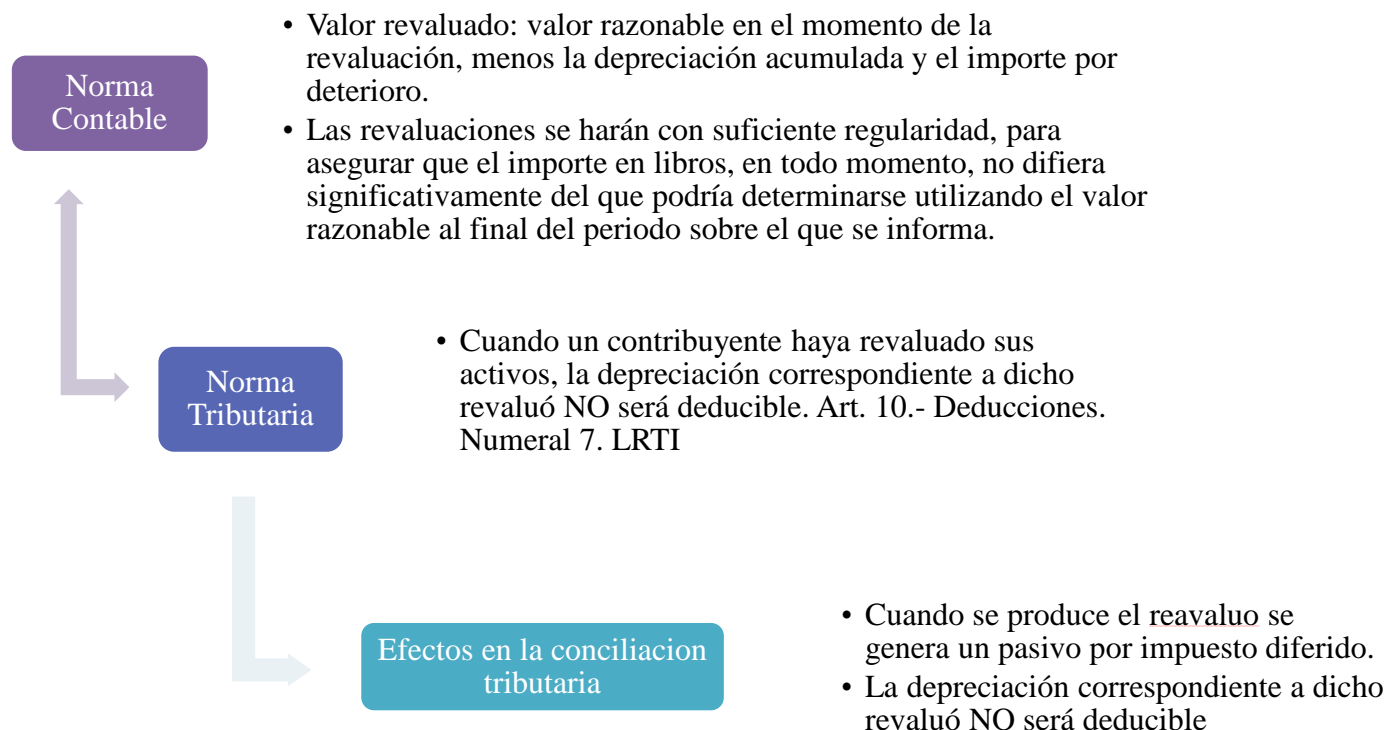 Norma
Contable
• Valor revaluado: valor razonable en el momento de la
revaluación, menos la depreciación acumulada y el importe por
deterioro.
• Las revaluaciones se harán con suficiente regularidad, para
asegurar que el importe en libros, en todo momento, no difiera
significativamente del que podría determinarse utilizando el valor
razonable al final del periodo sobre el que se informa.
Norma
Tributaria
• Cuando un contribuyente haya revaluado sus
activos, la depreciación correspondiente a dicho
revaluó NO será deducible. Art. 10.- Deducciones.
Numeral 7. LRTI
Efectos en la conciliacion
tributaria
• Cuando se produce el reavaluo se
genera un pasivo por impuesto diferido.
• La depreciación correspondiente a dicho
revaluó NO será deducible